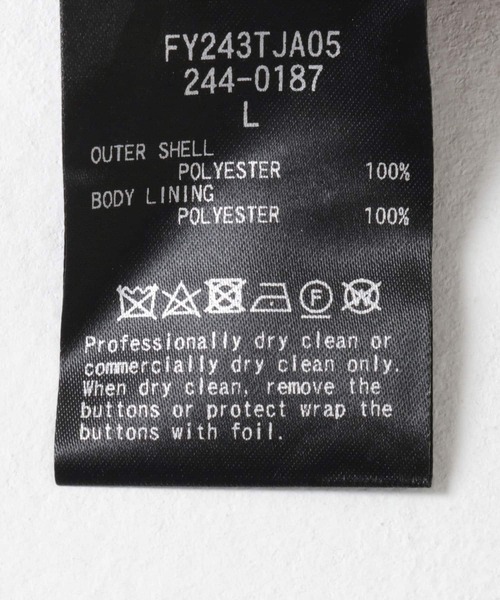 FY243TJA05
244-0187
L
OUTER SHELL
POLYESTER 100%
BODY LINING
POLYESTER 100%
F W
Professionally dry clean or
commercially dry clean only.
When dry clean, remove the
buttons or protect wrap the
buttons with foil.